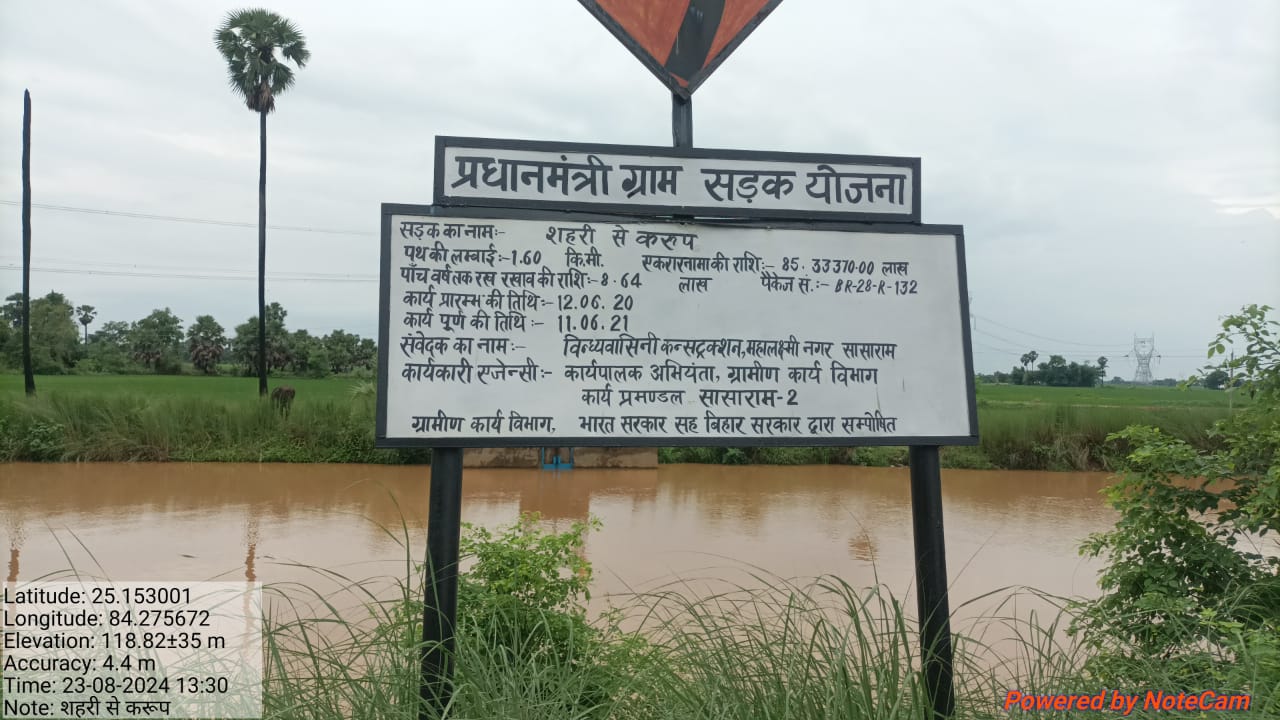 प्रधानमंत्री ग्राम सड़क योजना
सड़क का नाम:- शहरी से करुप
पथ की लम्बाई:-1.60 कि.मी. एकरारनामा की राशि:- 85.33370.00 लाख
पाँच वर्ष तक रख रखाव की राशि:-8.64 लाख पैकेज सं.:- BR-28-R-132
कार्य प्रारम्भ की तिथि:-12.06.20
कार्य पूर्ण की तिथि:- 11.06.21
संवेदक का नाम:- विन्ध्यवासिनी कन्सट्रक्शन, महालक्ष्मी नगर सासाराम
कार्यकारी एजेन्सी:- कार्यपालक अभियंता, ग्रामीण कार्य विभाग
कार्य प्रमण्डल सासाराम-2
ग्रामीण कार्य विभाग, भारत सरकार सह बिहार सरकार द्वारा सम्पोषित
Latitude: 25.153001
Longitude: 84.275672
Elevation: 118.82±35 m
Accuracy: 4.4 m
Time: 23-08-2024 13:30
Note: शहरी से करूप
Powered by NoteCam